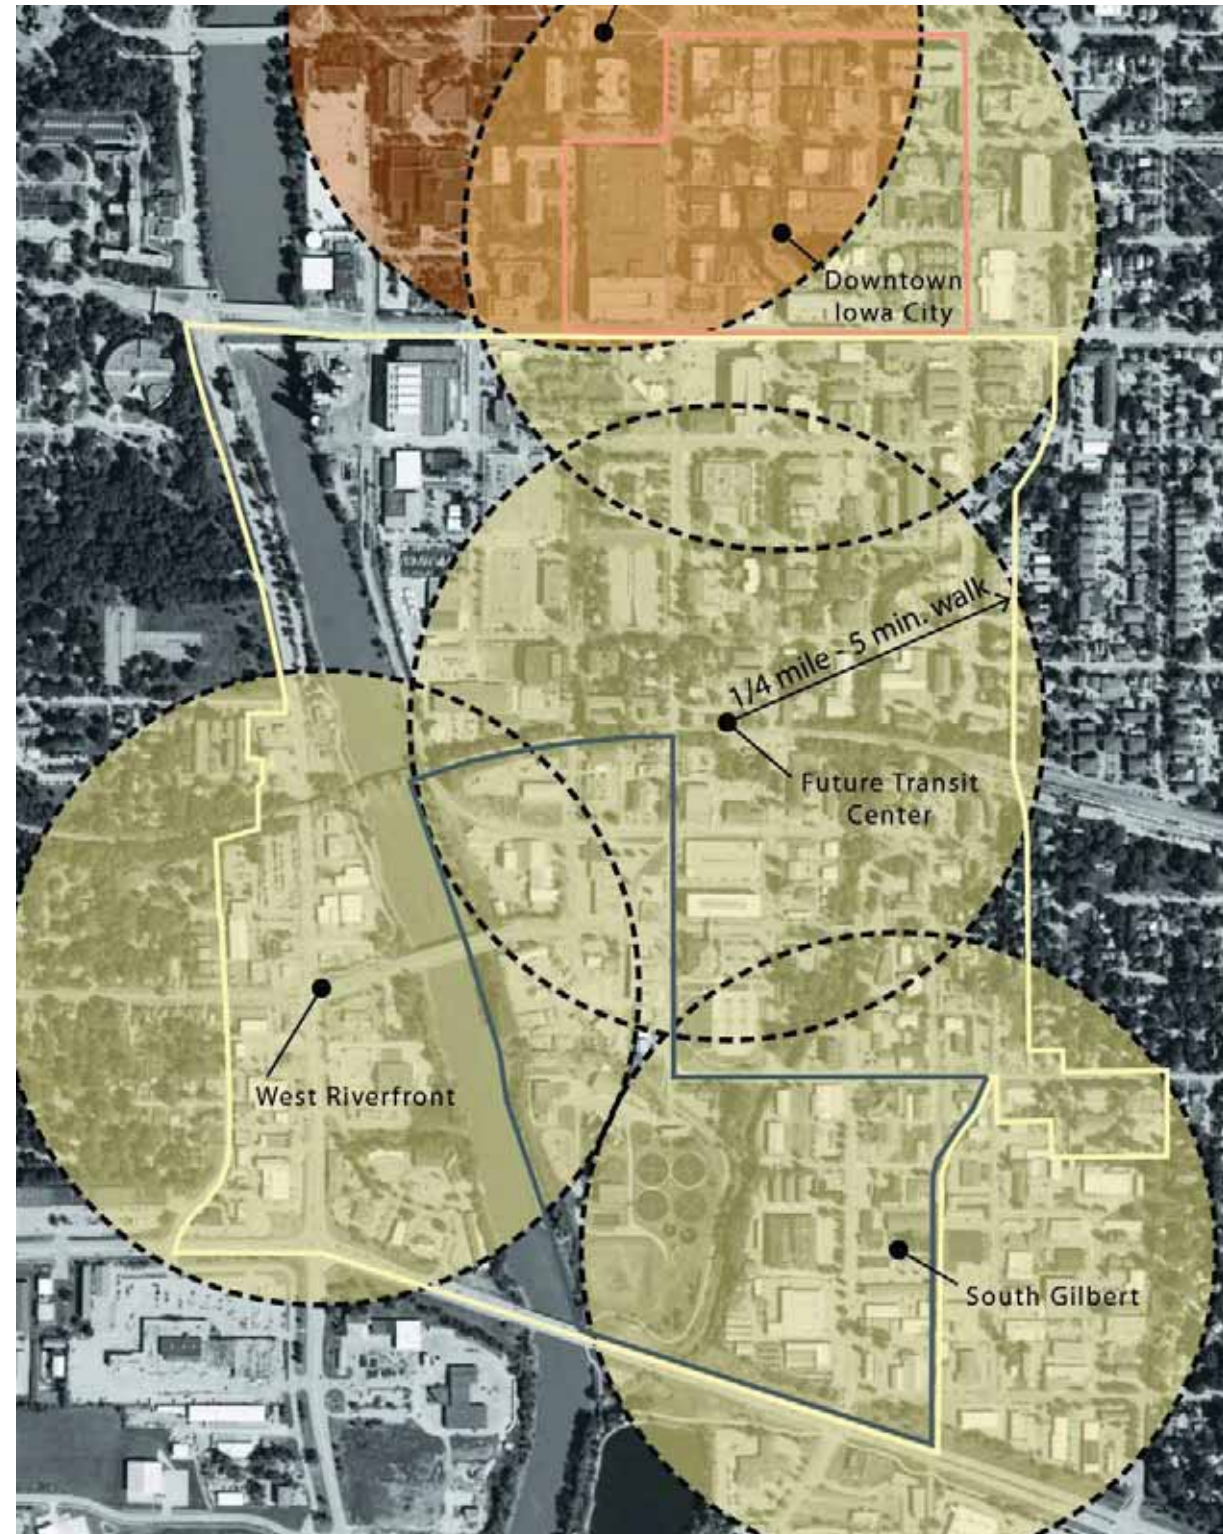 Downtown
Iowa City
1/4 mile - 5 min. walk
Future Transit
Center
West Riverfront
South Gilbert